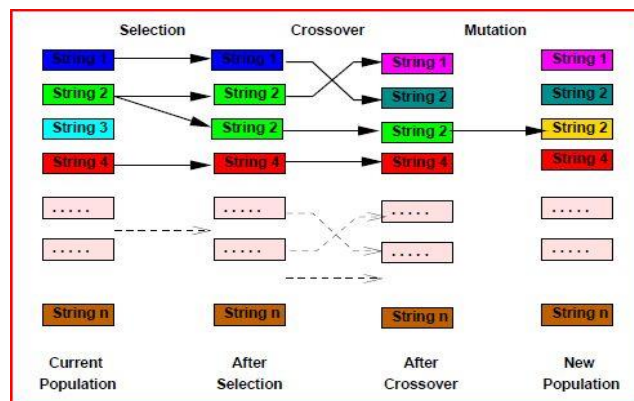 Selection Crossover Mutation
String 1 String 1 String 1 String 1
String 2 String 2 String 2 String 2
String 3 String 2 String 2 String 2
String 4 String 4 String 4 String 4
..... ..... ..... .....
..... ..... ..... .....
String n String n String n String n
Current After After New
Population Selection Crossover Population